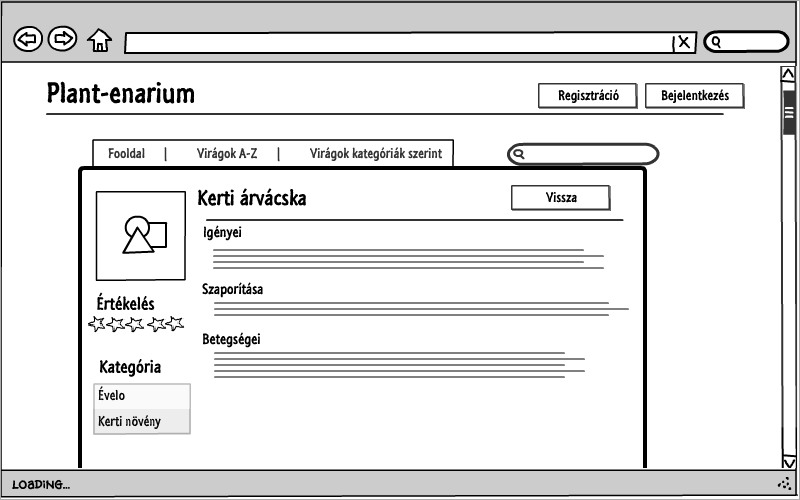 Plant-enarium
Regisztráció
Bejelentkezés
Fooldal | Virágok A-Z | Virágok kategóriák szerint
Kerti árvácska
Vissza
Igényei
Szaporítása
Értékelés
Betegségei
Kategória
Évelo
Kerti növény
LOADING...